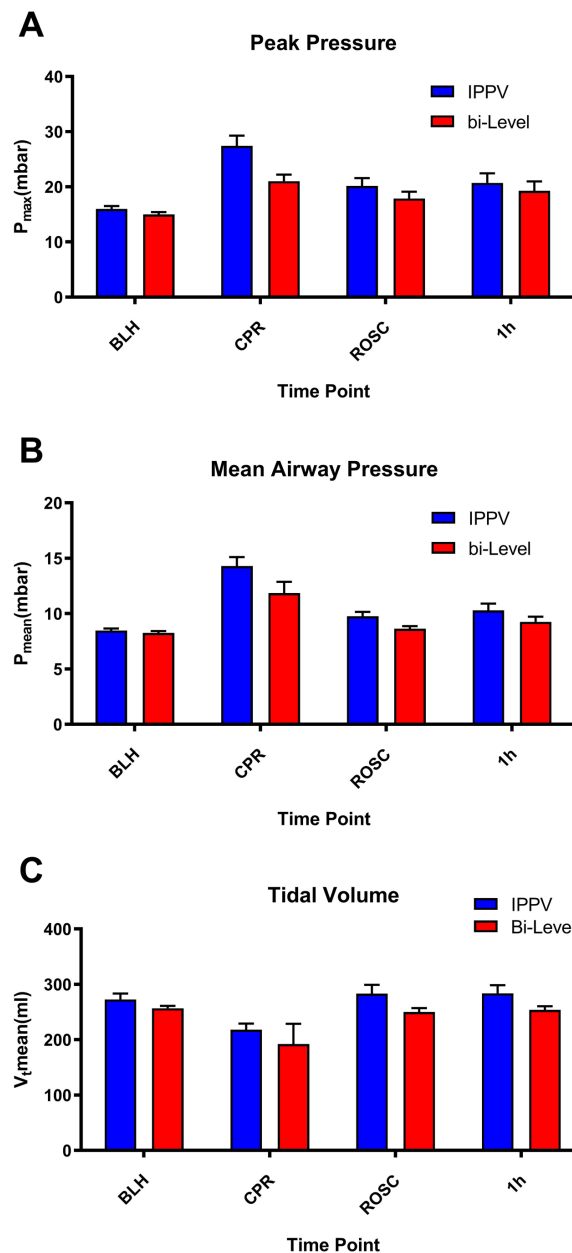 A
Peak Pressure
40
30
20
10
0
Pmax(mbar)
IPPV
bi-Level
BLH
CPR
ROSC
1h
Time Point
B
Mean Airway Pressure
20
15
10
5
0
Pmean(mbar)
IPPV
bi-Level
BLH
CPR
ROSC
1h
Time Point
C
Tidal Volume
400
300
200
100
0
Vtmean(ml)
IPPV
Bi-Leve
BLH
CPR
ROSC
1h
Time Point